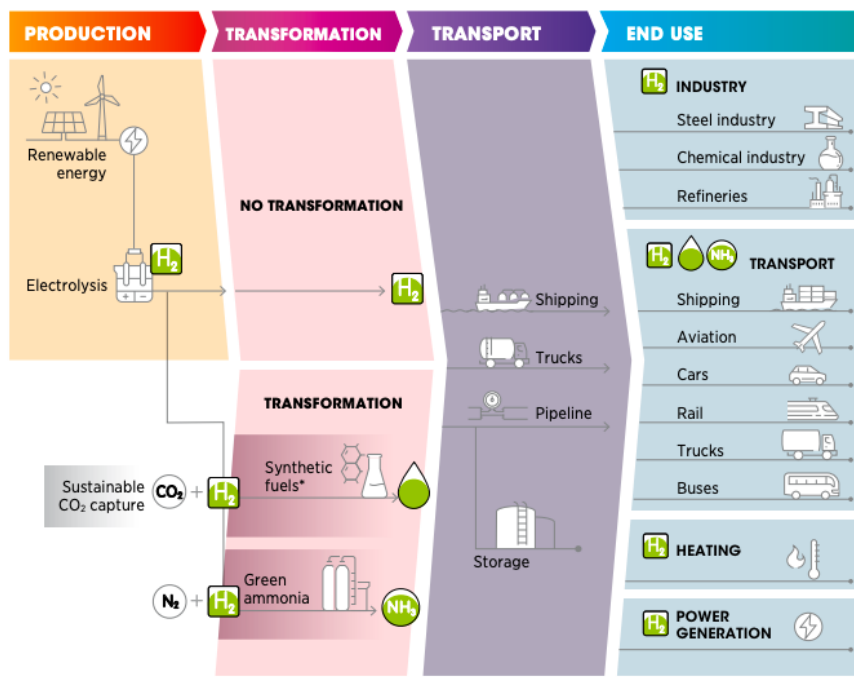 PRODUCTION
TRANSFORMATION
TRANSPORT
END USE
Renewable
energy
H₂
Electrolysis
+ −
NO TRANSFORMATION
H₂
TRANSFORMATION
Sustainable
CO₂ capture
CO₂ + H₂
Synthetic
fuels*
N₂ + H₂
Green
ammonia
NH₃
Shipping
Trucks
Pipeline
Storage
H₂ INDUSTRY
Steel industry
Chemical industry
Refineries
H₂ NH₃ TRANSPORT
Shipping
Aviation
Cars
Rail
Trucks
Buses
H₂ HEATING
H₂ POWER
GENERATION